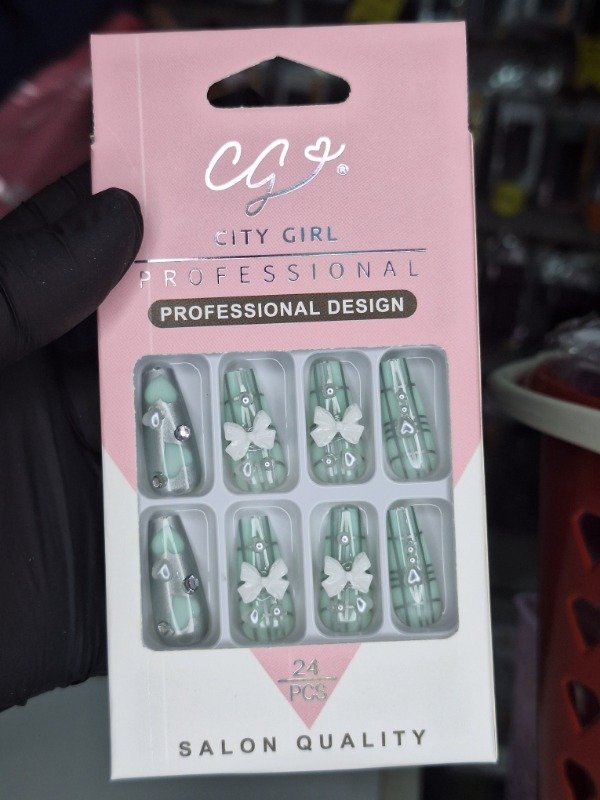 CG®
CITY GIRL
PROFESSIONAL
PROFESSIONAL DESIGN
24
PCS
SALON QUALITY